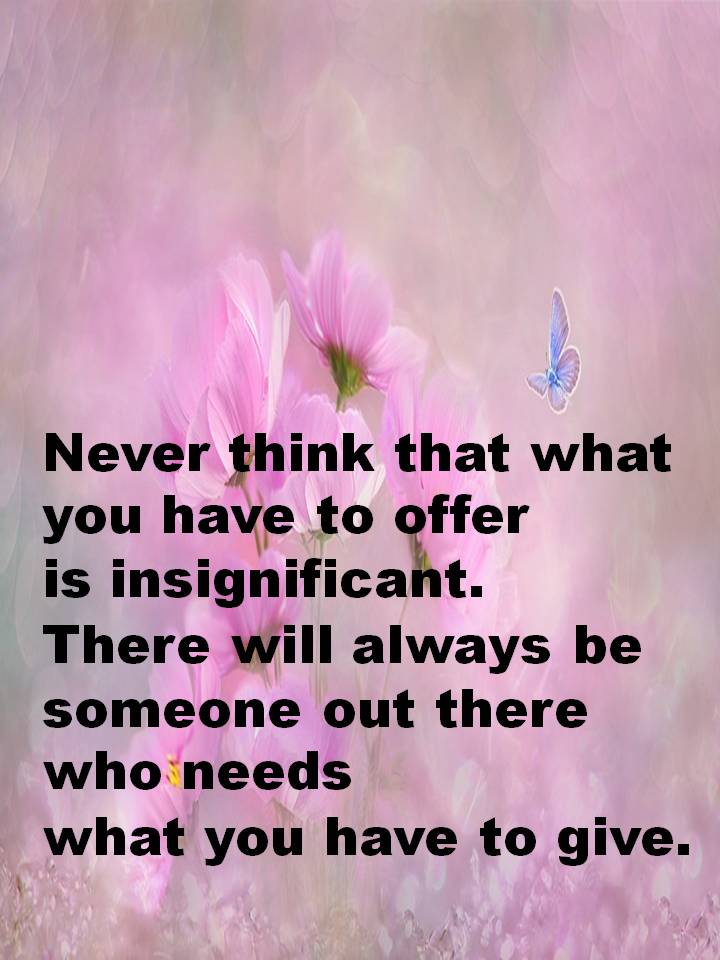 Never think that what
you have to offer
is insignificant.
There will always be
someone out there
who needs
what you have to give.